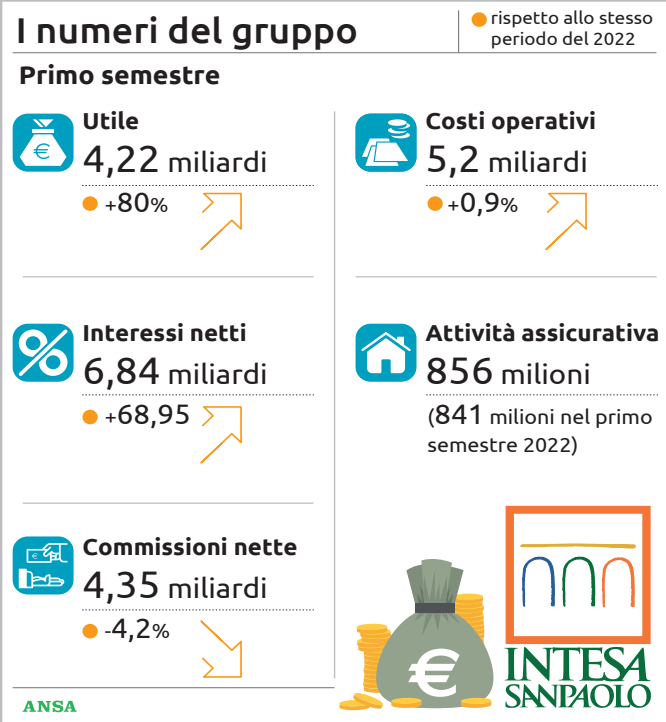 I numeri del gruppo
rispetto allo stesso
periodo del 2022
Primo semestre
Utile
4,22 miliardi
+80%
Costi operativi
5,2 miliardi
+0,9%
Interessi netti
6,84 miliardi
+68,95
Attività assicurativa
856 milioni
(841 milioni nel primo
semestre 2022)
Commissioni nette
4,35 miliardi
-4,2%
€
INTESA
SANPAOLO
ANSA